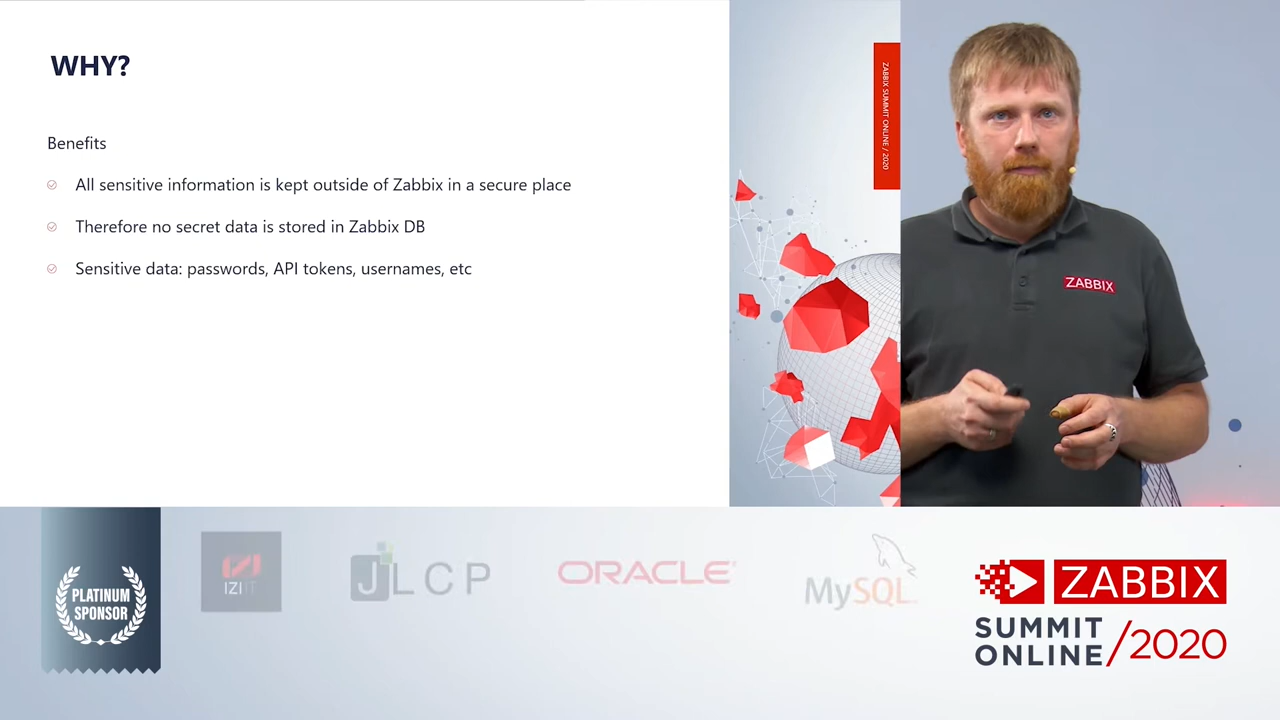 WHY?
Benefits
All sensitive information is kept outside of Zabbix in a secure place
Therefore no secret data is stored in Zabbix DB
Sensitive data: passwords, API tokens, usernames, etc
ZABBIX SUMMIT ONLINE / 2020
ZABBIX
PLATINUM
SPONSOR
IZI IT
JLCP
ORACLE
MySQL
ZABBIX
SUMMIT
ONLINE/2020